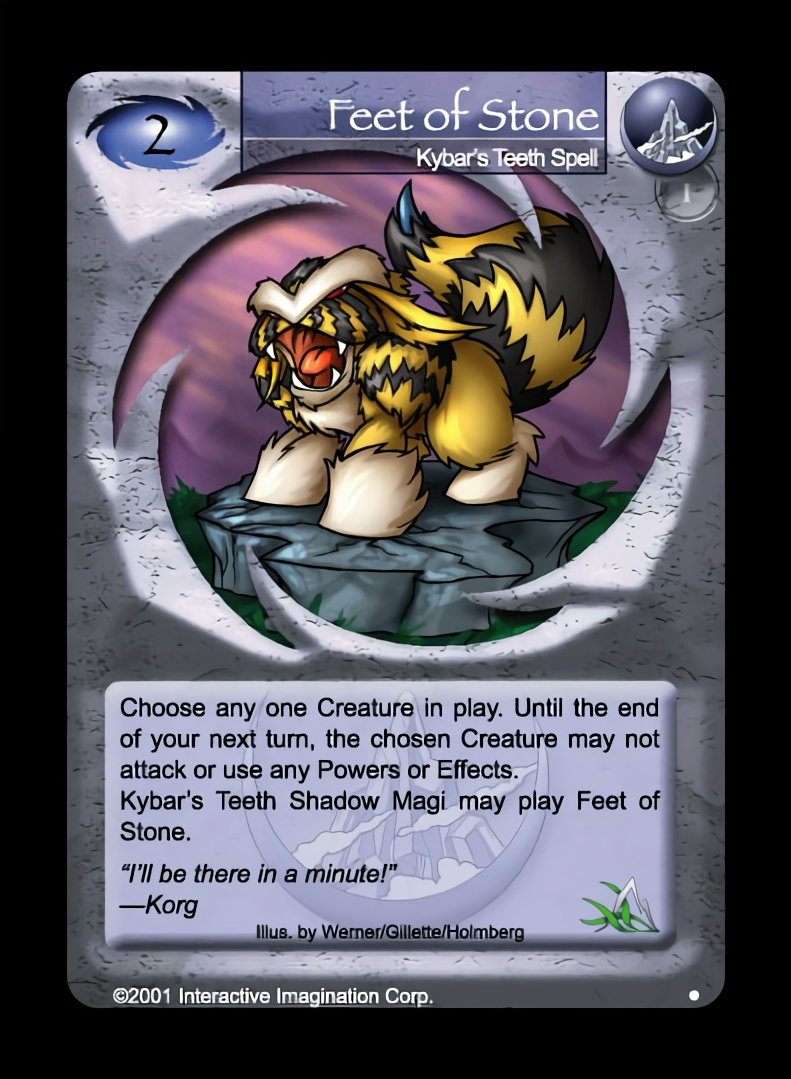 2
Feet of Stone
Kybar's Teeth Spell
1
Choose any one Creature in play. Until the end
of your next turn, the chosen Creature may not
attack or use any Powers or Effects.
Kybar's Teeth Shadow Magi may play Feet of
Stone.
"I'll be there in a minute!"
—Korg
Illus. by Werner/Gillette/Holmberg
©2001 Interactive Imagination Corp.